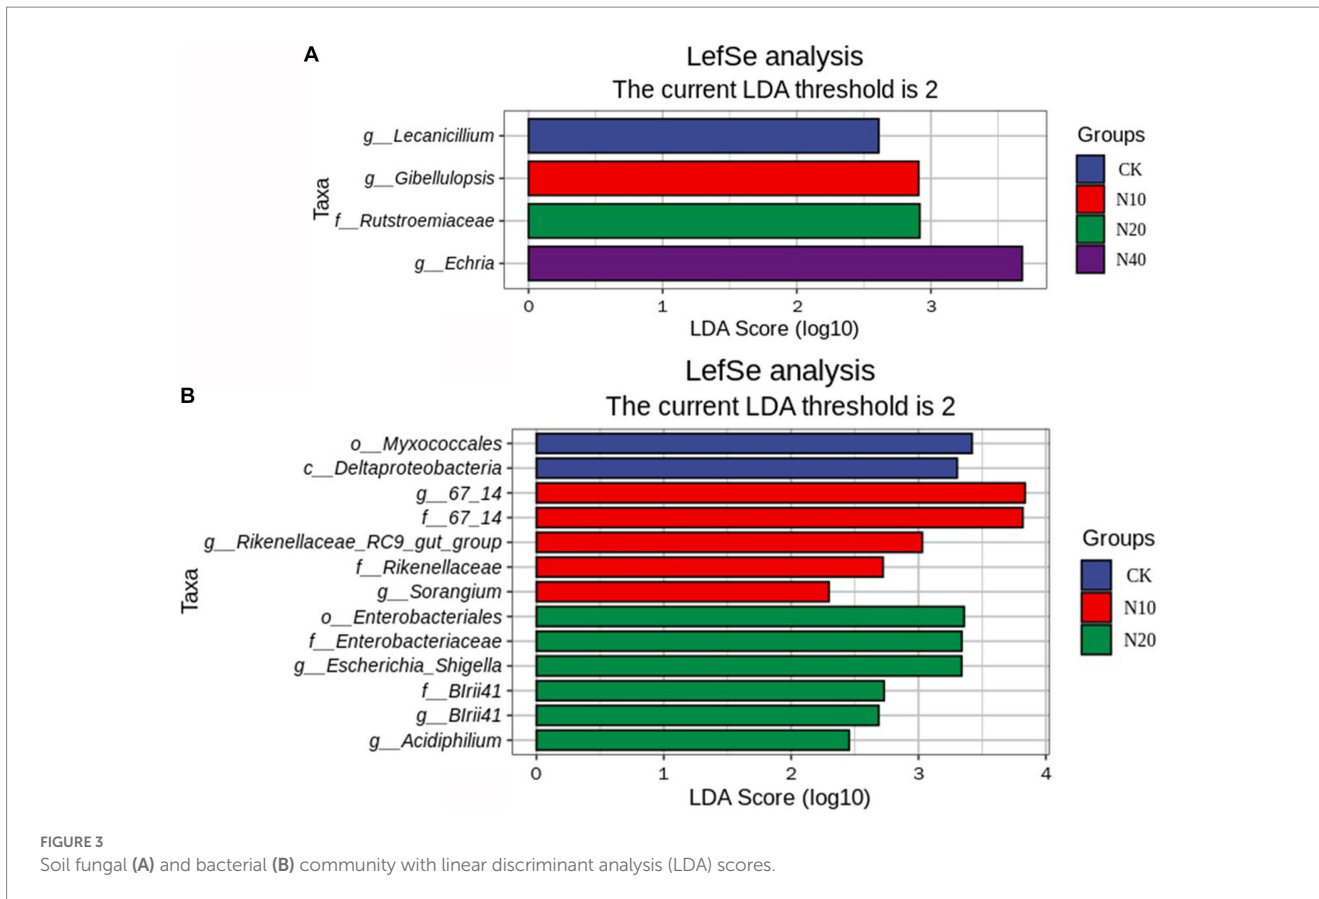 A
LefSe analysis
The current LDA threshold is 2
Taxa
g__Lecanicillium
g__Gibellulopsis
f__Rutstroemiaceae
g__Echria
0 1 2 3
LDA Score (log10)
Groups
CK
N10
N20
N40
B
LefSe analysis
The current LDA threshold is 2
Taxa
o__Myxococcales
c__Deltaproteobacteria
g__67_14
f__67_14
g__Rikenellaceae_RC9_gut_group
f__Rikenellaceae
g__Sorangium
o__Enterobacteriales
f__Enterobacteriaceae
g__Escherichia_Shigella
f__BIrii41
g__BIrii41
g__Acidiphilium
0 1 2 3 4
LDA Score (log10)
Groups
CK
N10
N20
FIGURE 3
Soil fungal (A) and bacterial (B) community with linear discriminant analysis (LDA) scores.